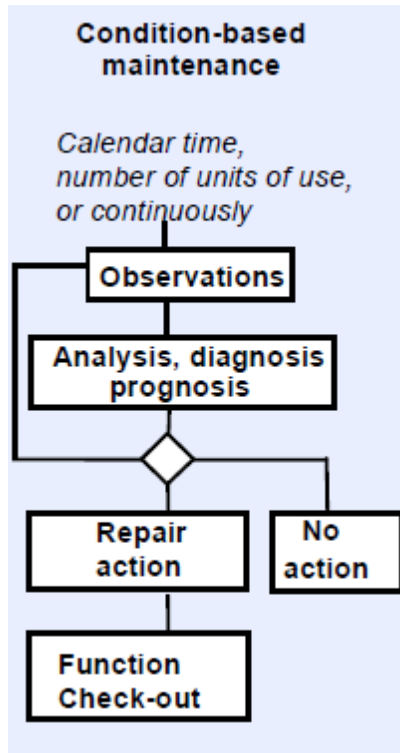 Condition-based
maintenance
Calendar time,
number of units of use,
or continuously
Observations
Analysis, diagnosis
prognosis
Repair
action
No
action
Function
Check-out